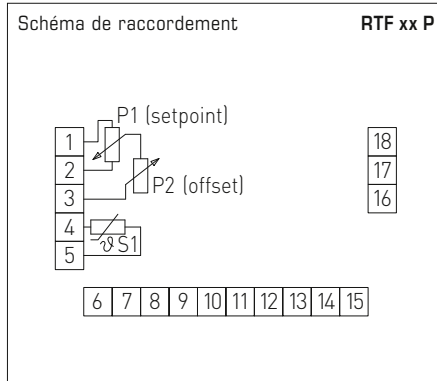 Schéma de raccordement RTF xx P
P1 (setpoint)
1
2
3
4
5
P2 (offset)
ϑ S1
18
17
16
6 7 8 9 10 11 12 13 14 15